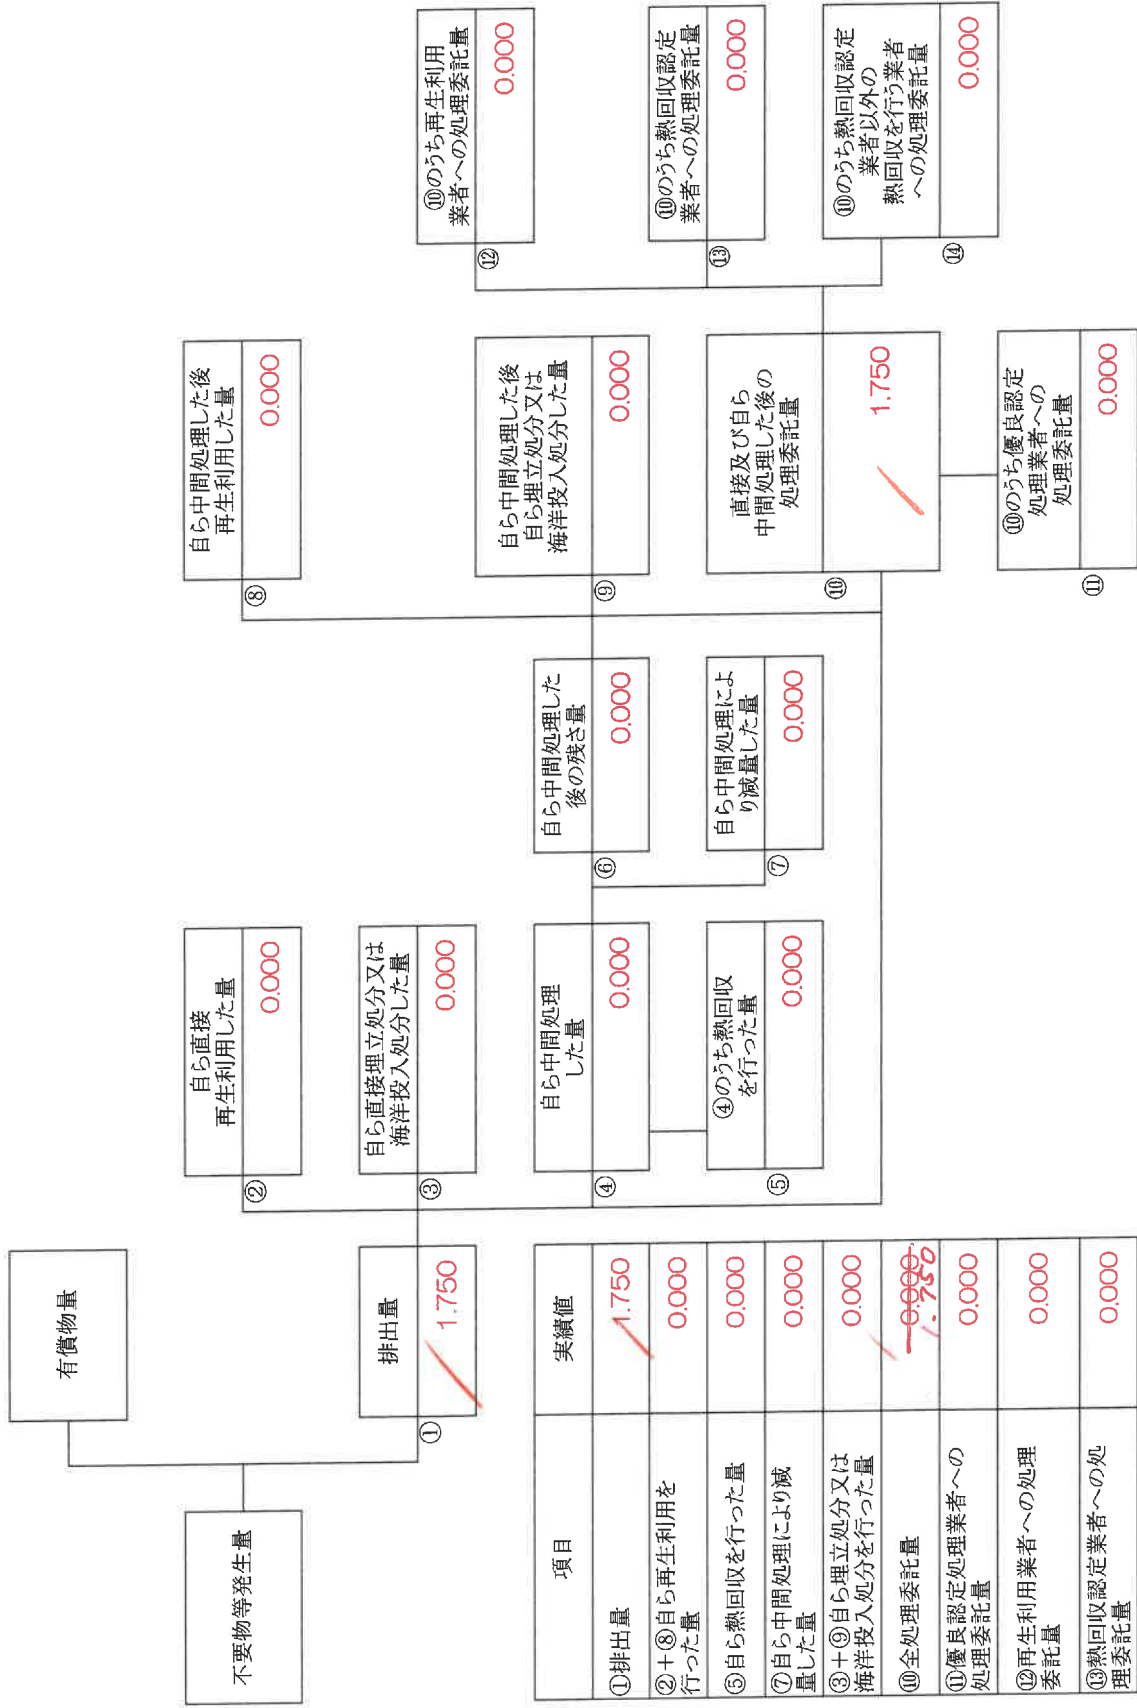 有償物量
不要物等発生量
排出量
①
1.750
自ら直接
再生利用した量
②
0.000
自ら直接埋立処分又は
海洋投入処分した量
③
0.000
自ら中間処理
した量
④
0.000
④のうち熱回収
を行った量
⑤
0.000
自ら中間処理した
後の残さ量
⑥
0.000
自ら中間処理によ
り減量した量
⑦
0.000
自ら中間処理した後
再生利用した量
⑧
0.000
自ら中間処理した後
自ら埋立処分又は
海洋投入処分した量
⑨
0.000
直接及び自ら
中間処理した後の
処理委託量
⑩
1.750
⑩のうち優良認定
処理業者への
処理委託量
⑪
0.000
⑩のうち再生利用
業者への処理委託量
⑫
0.000
⑩のうち熱回収認定
業者への処理委託量
⑬
0.000
⑩のうち熱回収認定
業者以外の
熱回収を行う業者
への処理委託量
⑭
0.000
項目 実績値
①排出量 1.750
②+⑧自ら再生利用を
行った量 0.000
⑤自ら熱回収を行った量 0.000
⑦自ら中間処理により減
量した量 0.000
③+⑨自ら埋立処分又は
海洋投入処分を行った量 0.000
⑩全処理委託量 0.000
1.750
⑪優良認定処理業者への
処理委託量 0.000
⑫再生利用業者への処理
委託量 0.000
⑬熱回収認定業者への処
理委託量 0.000